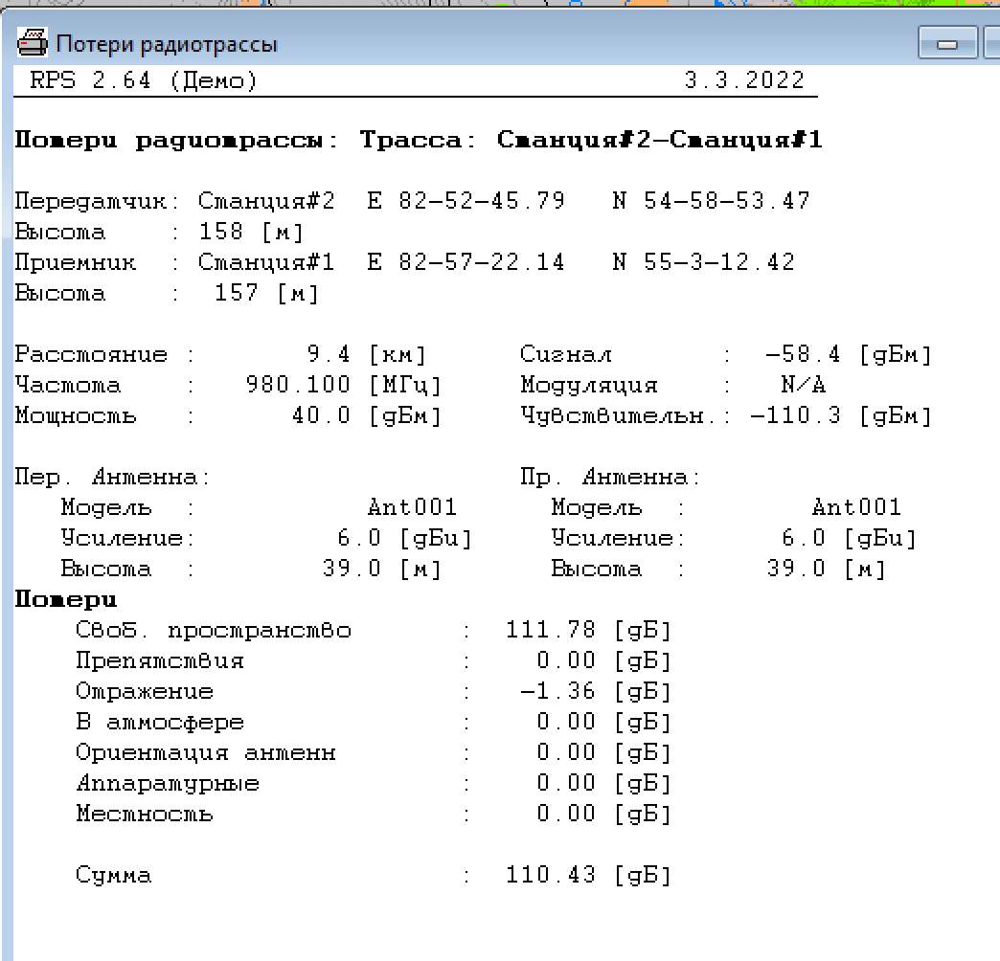 Потери радиотрассы
RPS 2.64 (Демо) 3.3.2022
Потери радиотрассы: Трасса: Станция#2-Станция#1
Передатчик: Станция#2 E 82-52-45.79 N 54-58-53.47
Высота : 158 [м]
Приемник : Станция#1 E 82-57-22.14 N 55-3-12.42
Высота : 157 [м]
Расстояние : 9.4 [км] Сигнал : -58.4 [дБм]
Частота : 980.100 [МГц] Модуляция : N/A
Мощность : 40.0 [дБм] Чувствительн.: -110.3 [дБм]
Пер. Антенна: Пр. Антенна:
Модель : Ant001 Модель : Ant001
Усиление: 6.0 [дБи] Усиление: 6.0 [дБи]
Высота : 39.0 [м] Высота : 39.0 [м]
Потери
Своб. пространство : 111.78 [дБ]
Препятствия : 0.00 [дБ]
Отражение : -1.36 [дБ]
В атмосфере : 0.00 [дБ]
Ориентация антенн : 0.00 [дБ]
Аппаратурные : 0.00 [дБ]
Местность : 0.00 [дБ]
Сумма : 110.43 [дБ]